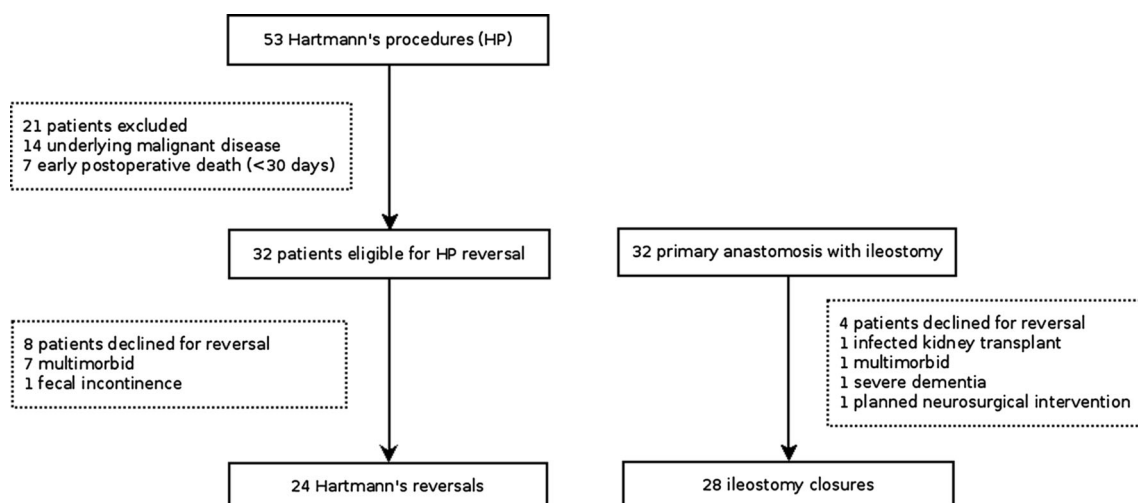 53 Hartmann's procedures (HP)
21 patients excluded
14 underlying malignant disease
7 early postoperative death (<30 days)
32 patients eligible for HP reversal
32 primary anastomosis with ileostomy
8 patients declined for reversal
7 multimorbid
1 fecal incontinence
4 patients declined for reversal
1 infected kidney transplant
1 multimorbid
1 severe dementia
1 planned neurosurgical intervention
24 Hartmann's reversals
28 ileostomy closures